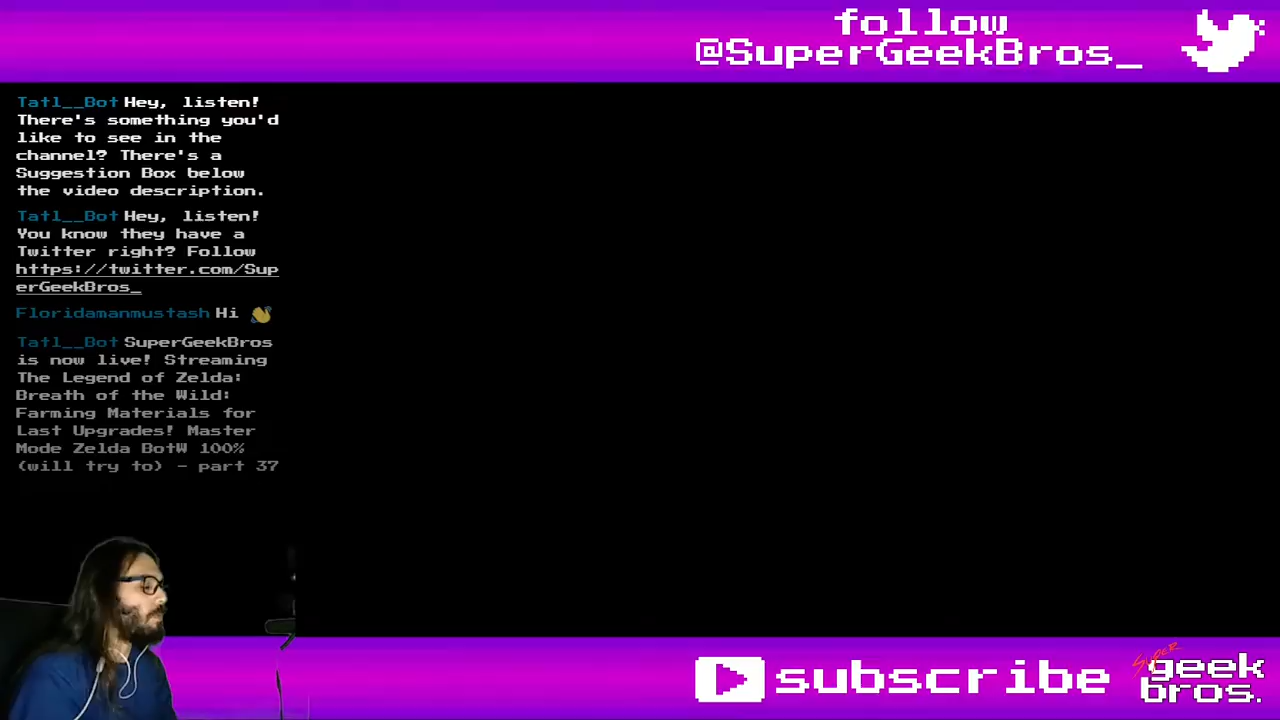 follow
@SuperGeekBros_
Tatl__Bot Hey, listen!
There's something you'd
like to see in the
channel? There's a
Suggestion Box below
the video description.
Tatl__Bot Hey, listen!
You know they have a
Twitter right? Follow
https://twitter.com/Sup
erGeekBros_
Floridamanmustash Hi 👋
Tatl__Bot SuperGeekBros
is now live! Streaming
The Legend of Zelda:
Breath of the Wild:
Farming Materials for
Last Upgrades! Master
Mode Zelda BotW 100%
(will try to) - part 37
subscribe
super
geek
bros.